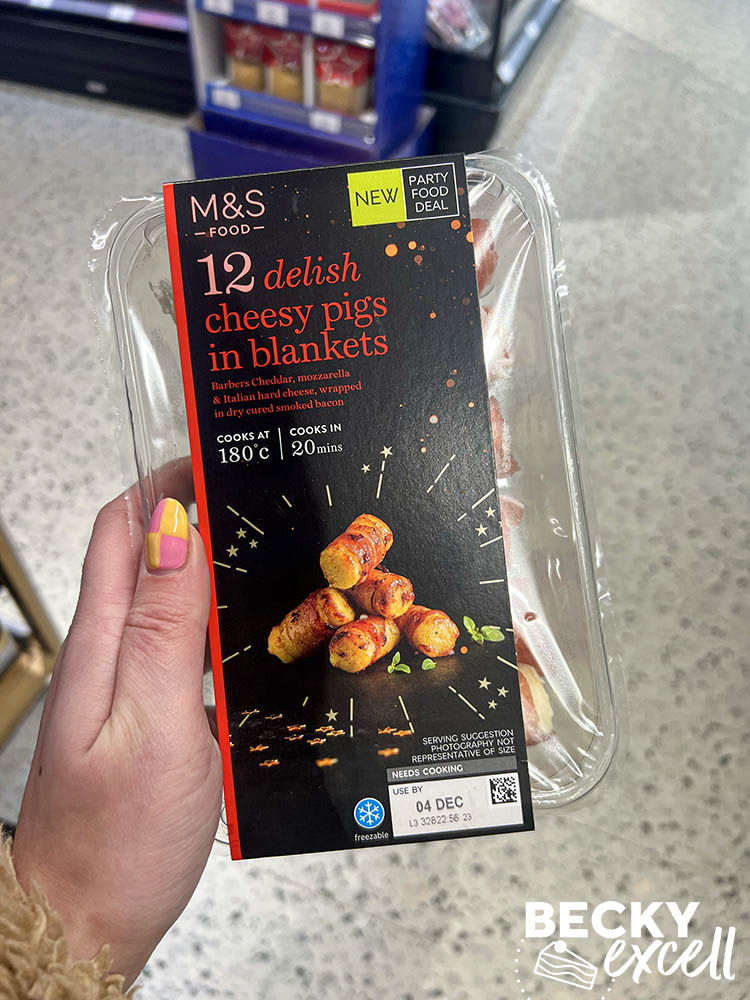 M&S
— FOOD —
NEW
PARTY
FOOD
DEAL
12 delish
cheesy pigs
in blankets
Barbers Cheddar, mozzarella
& Italian hard cheese, wrapped
in dry cured smoked bacon
COOKS AT
180°C
COOKS IN
20 mins
SERVING SUGGESTION
PHOTOGRAPHY NOT
REPRESENTATIVE OF SIZE
NEEDS COOKING
USE BY
04 DEC
L3 32822:56 23
freezable
BECKY
excell